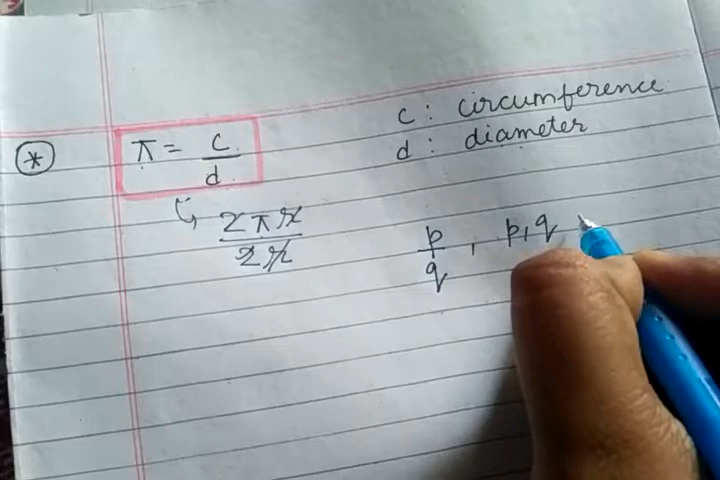 c : circumference
* π = c/d
d : diameter
2πr/2r
p/q , p,q